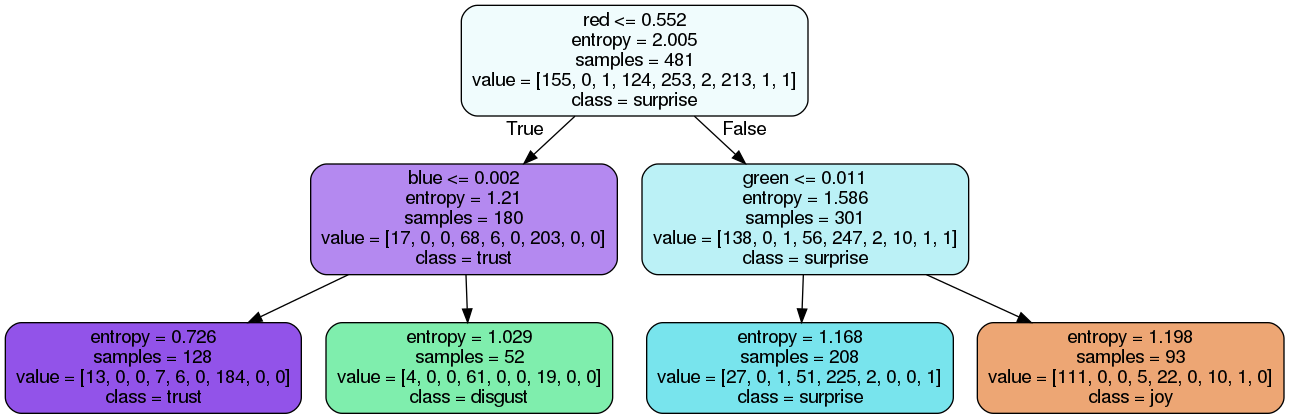 red <= 0.552
entropy = 2.005
samples = 481
value = [155, 0, 1, 124, 253, 2, 213, 1, 1]
class = surprise
True
False
blue <= 0.002
entropy = 1.21
samples = 180
value = [17, 0, 0, 68, 6, 0, 203, 0, 0]
class = trust
green <= 0.011
entropy = 1.586
samples = 301
value = [138, 0, 1, 56, 247, 2, 10, 1, 1]
class = surprise
entropy = 0.726
samples = 128
value = [13, 0, 0, 7, 6, 0, 184, 0, 0]
class = trust
entropy = 1.029
samples = 52
value = [4, 0, 0, 61, 0, 0, 19, 0, 0]
class = disgust
entropy = 1.168
samples = 208
value = [27, 0, 1, 51, 225, 2, 0, 0, 1]
class = surprise
entropy = 1.198
samples = 93
value = [111, 0, 0, 5, 22, 0, 10, 1, 0]
class = joy